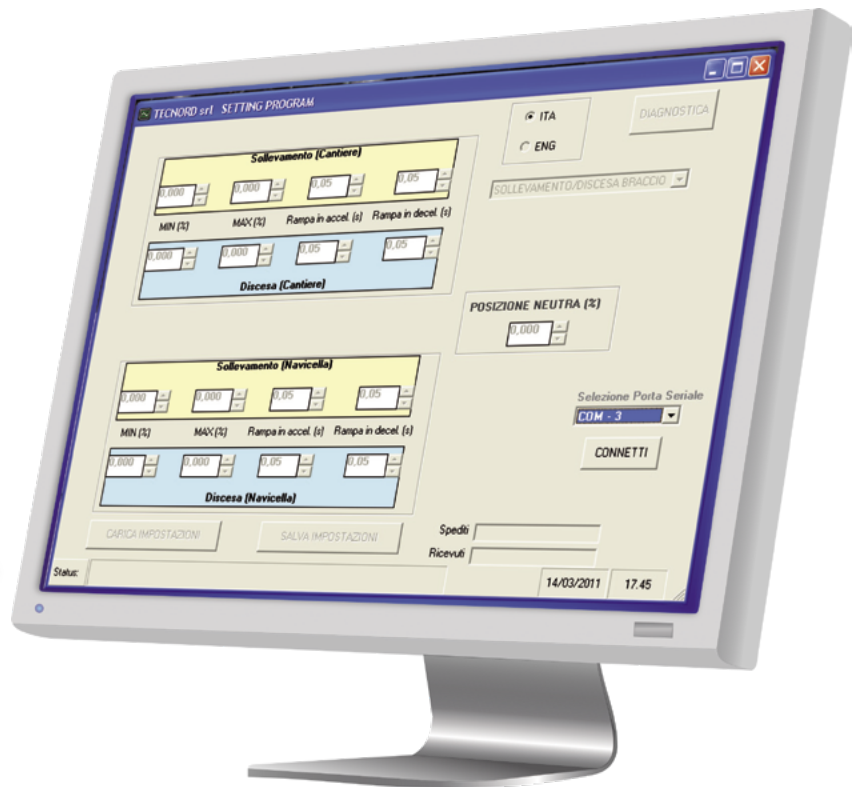 TECNORD srl SETTING PROGRAM
ITA
ENG
DIAGNOSTICA
SOLLEVAMENTO/DISCESA BRACCIO
Sollevamento (Cantiere)
0,000 0,000 0,05 0,05
MIN (%) MAX (%) Rampa in accel. (s) Rampa in decel. (s)
0,000 0,000 0,05 0,05
Discesa (Cantiere)
POSIZIONE NEUTRA (%)
0,000
Sollevamento (Navicella)
0,000 0,000 0,05 0,05
MIN (%) MAX (%) Rampa in accel. (s) Rampa in decel. (s)
0,000 0,000 0,05 0,05
Discesa (Navicella)
Selezione Porta Seriale
COM - 3
CONNETTI
CARICA IMPOSTAZIONI SALVA IMPOSTAZIONI
Spediti
Ricevuti
Status:
14/03/2011 17.45